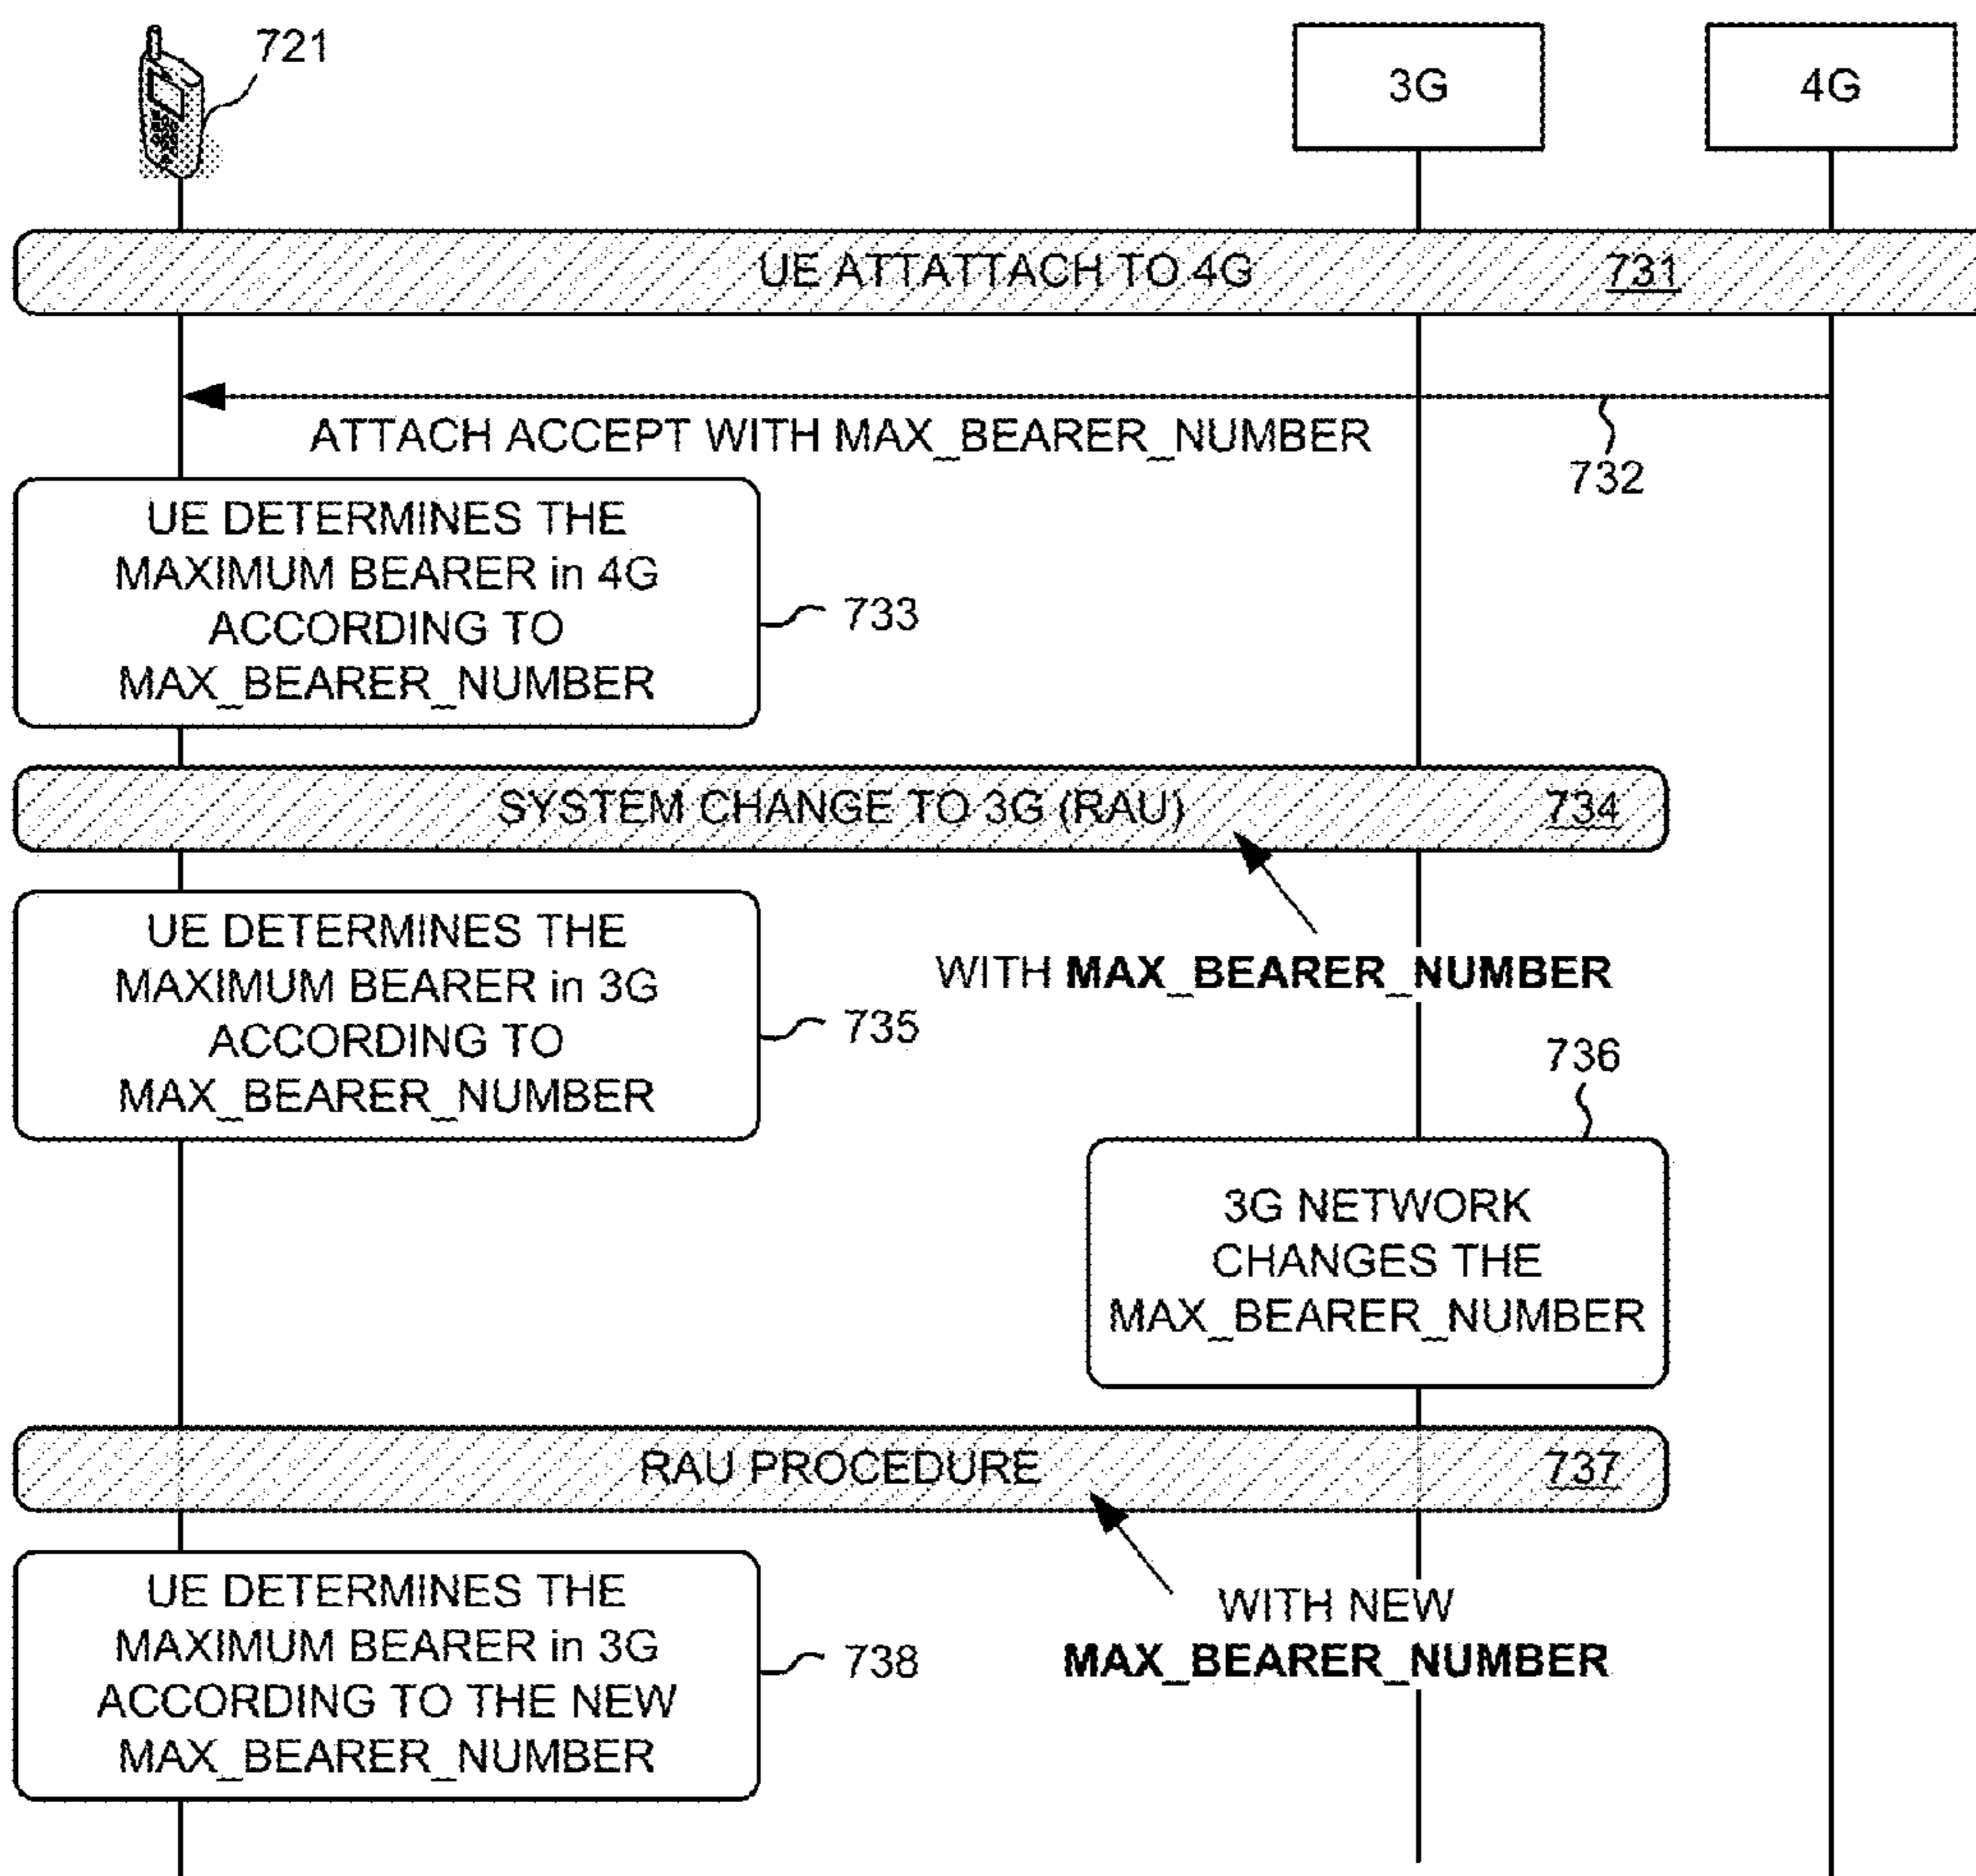 721
3G
4G
UE ATTATTACH TO 4G
731
ATTACH ACCEPT WITH MAX_BEARER_NUMBER
732
UE DETERMINES THE
MAXIMUM BEARER in 4G
ACCORDING TO
MAX_BEARER_NUMBER
733
SYSTEM CHANGE TO 3G (RAU)
734
UE DETERMINES THE
MAXIMUM BEARER in 3G
ACCORDING TO
MAX_BEARER_NUMBER
735
WITH MAX_BEARER_NUMBER
736
3G NETWORK
CHANGES THE
MAX_BEARER_NUMBER
RAU PROCEDURE
737
UE DETERMINES THE
MAXIMUM BEARER in 3G
ACCORDING TO THE NEW
MAX_BEARER_NUMBER
738
WITH NEW
MAX_BEARER_NUMBER